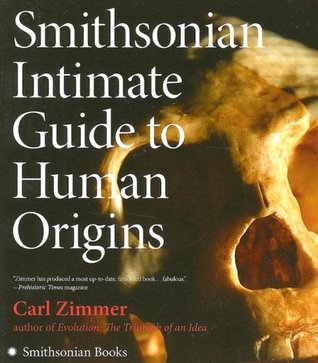 Smithsonian
Intimate
Guide to
Human
Origins
"Zimmer has produced a most up-to-date, fact-filled book . . . fabulous."
—Prehistoric Times magazine
Carl Zimmer
author of Evolution: The Triumph of an Idea
Smithsonian Books